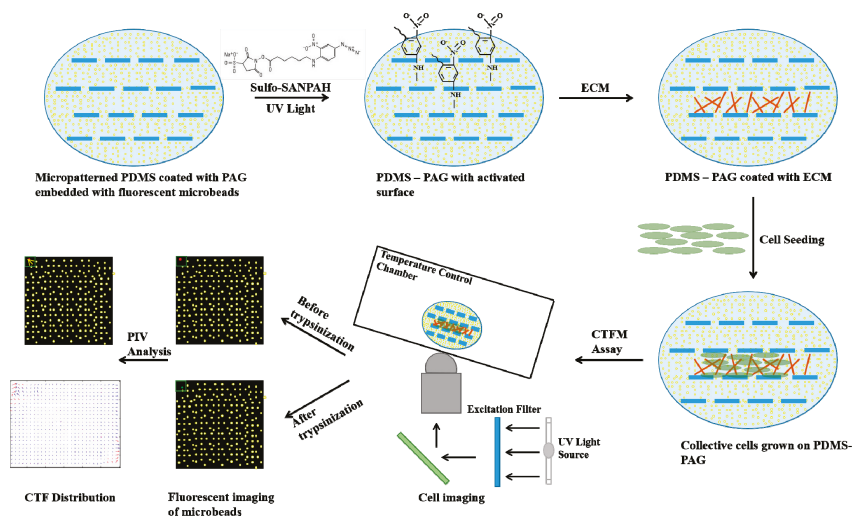 Sulfo-SANPAH
UV Light
ECM
Micropatterned PDMS coated with PAG
embedded with fluorescent microbeads
PDMS – PAG with activated
surface
PDMS – PAG coated with ECM
Cell Seeding
Temperature Control
Chamber
Before
trypsinization
PIV
Analysis
CTFM
Assay
After
trypsinization
Excitation Filter
UV Light
Source
Collective cells grown on PDMS-
PAG
CTF Distribution
Fluorescent imaging
of microbeads
Cell imaging